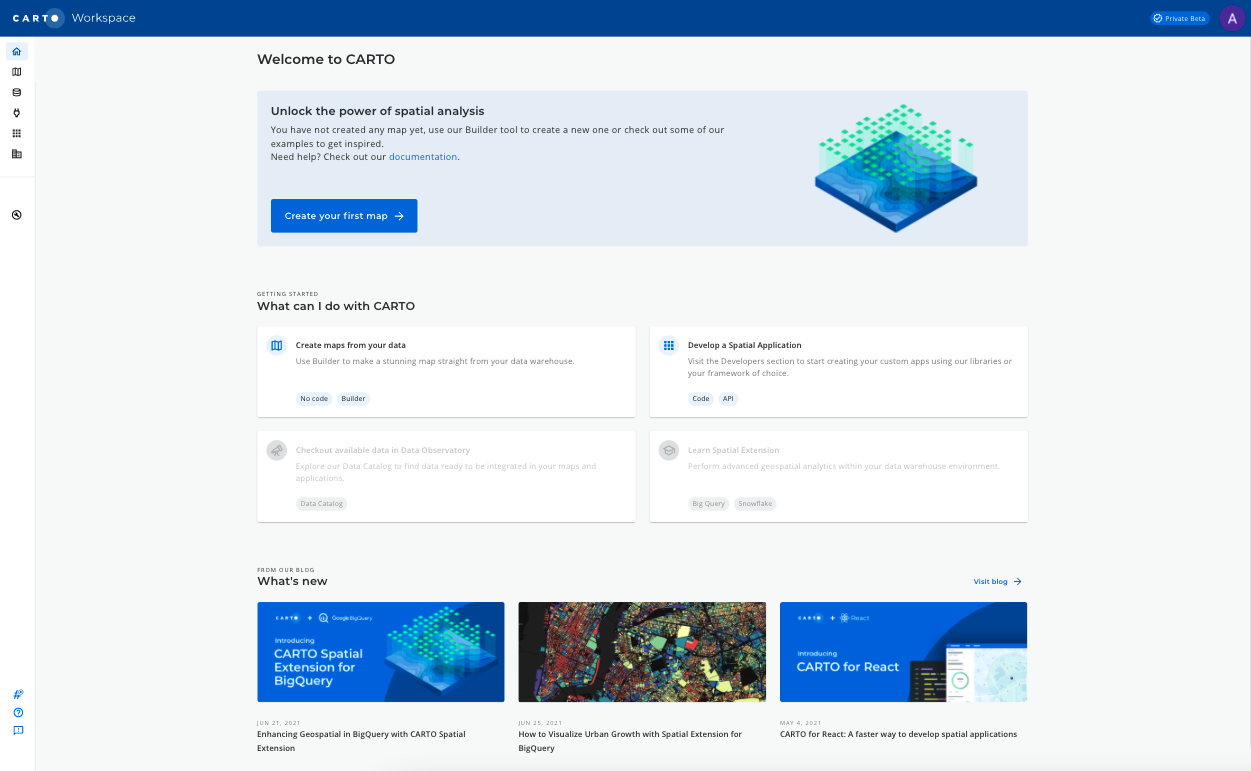 CARTO Workspace
Private Beta
A
Welcome to CARTO
Unlock the power of spatial analysis
You have not created any map yet, use our Builder tool to create a new one or check out some of our
examples to get inspired.
Need help? Check out our documentation.
Create your first map
GETTING STARTED
What can I do with CARTO
Create maps from your data
Use Builder to make a stunning map straight from your data warehouse.
No code Builder
Develop a Spatial Application
Visit the Developers section to start creating your custom apps using our libraries or
your framework of choice.
Code API
Checkout available data in Data Observatory
Explore our Data Catalog to find data ready to be integrated in your maps and
applications.
Data Catalog
Learn Spatial Extension
Perform advanced geospatial analytics within your data warehouse environment.
Big Query Snowflake
FROM OUR BLOG
What's new
Visit blog
CARTO + Google BigQuery
Introducing
CARTO Spatial
Extension for
BigQuery
JUN 21, 2021
Enhancing Geospatial in BigQuery with CARTO Spatial
Extension
JUN 25, 2021
How to Visualize Urban Growth with Spatial Extension for
BigQuery
CARTO + React
Introducing
CARTO for React
MAY 4, 2021
CARTO for React: A faster way to develop spatial applications